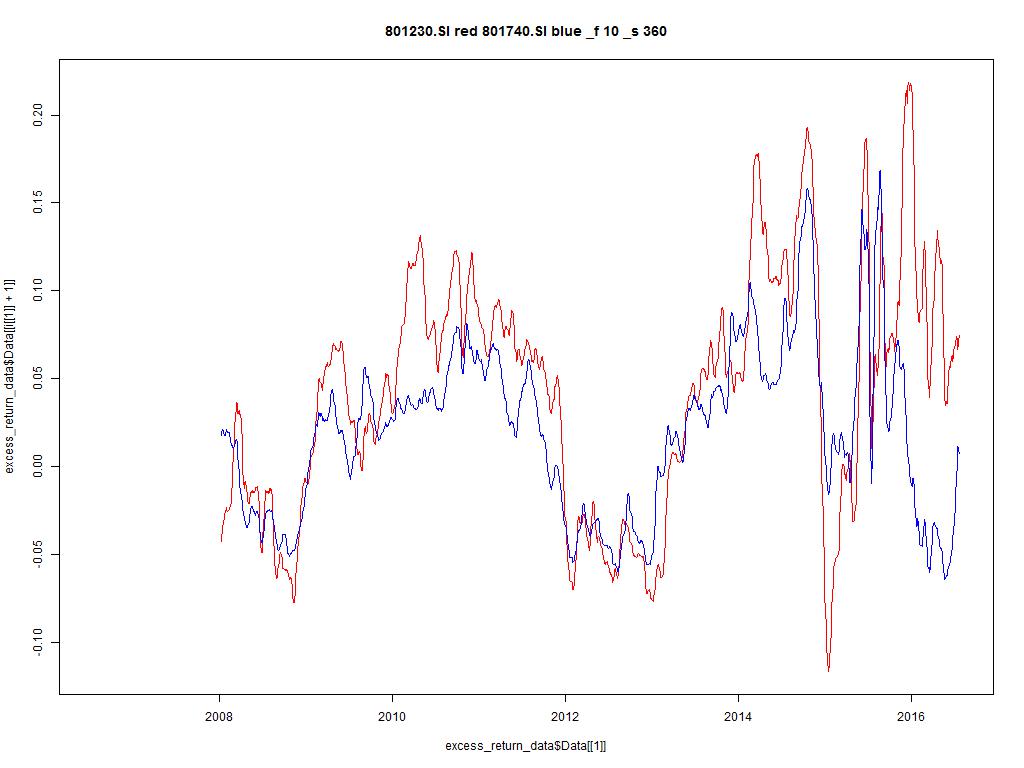 801230.SI red 801740.SI blue _f 10 _s 360
excess_return_data$Data[[i[[1]] + 1]]
0.20
0.15
0.10
0.05
0.00
-0.05
-0.10
2008 2010 2012 2014 2016
excess_return_data$Data[[1]]